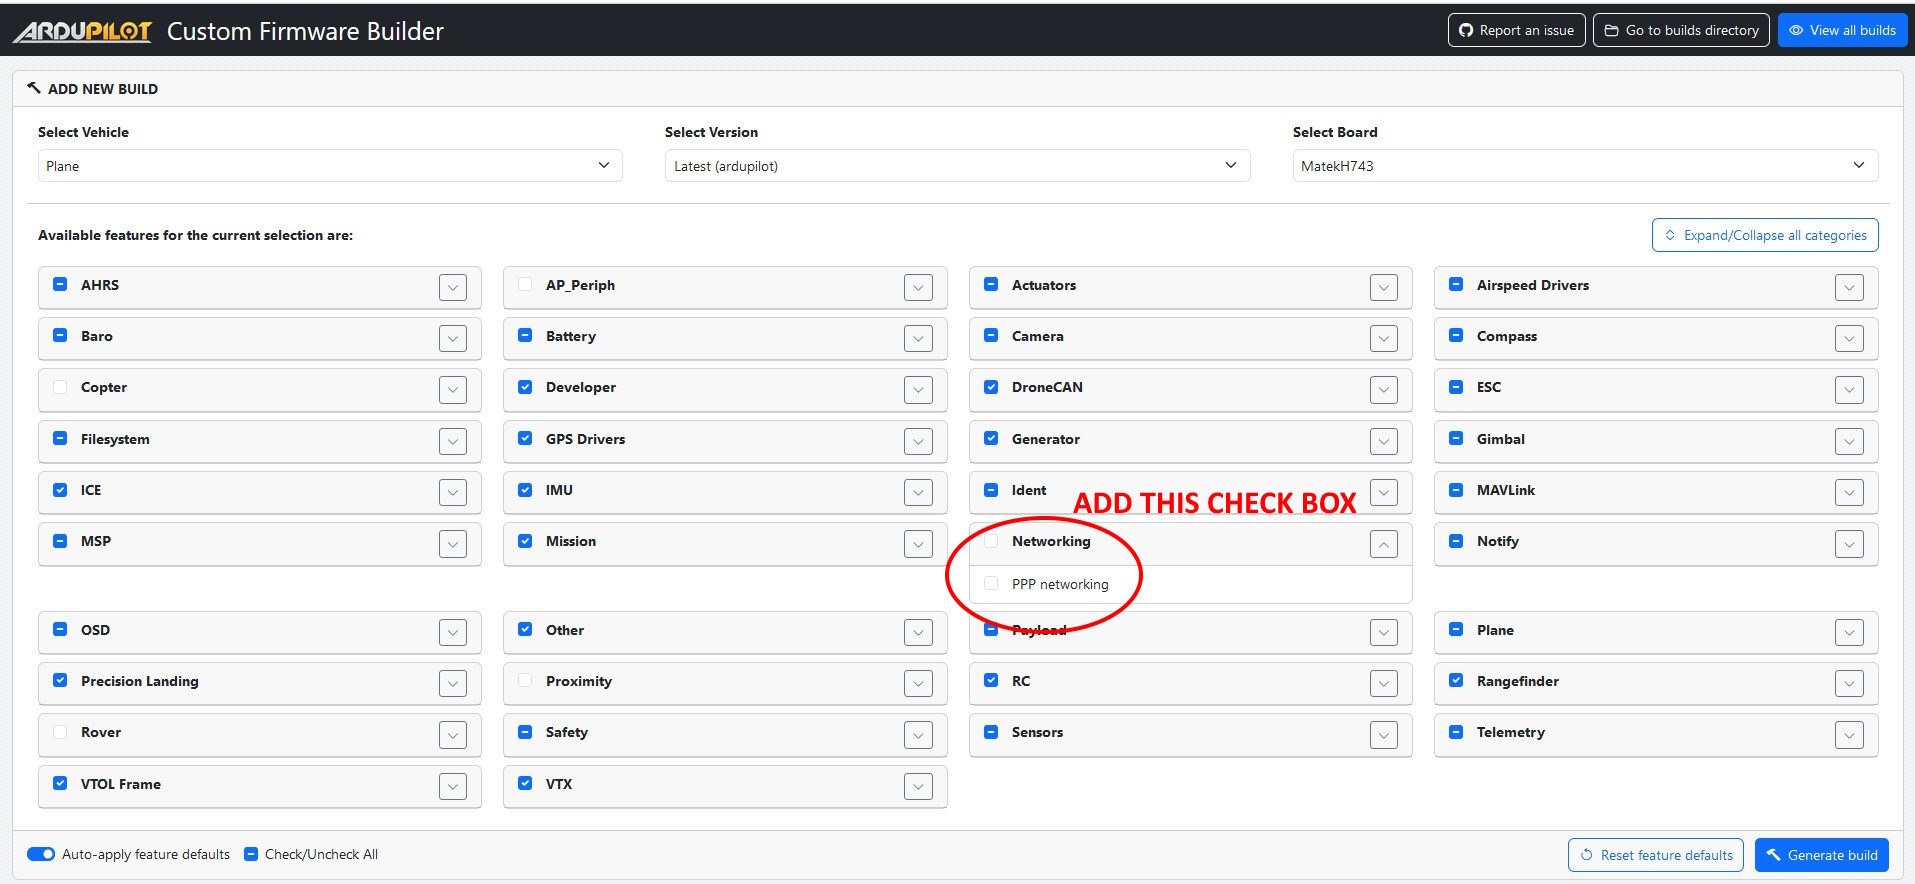 ARDUPILOT Custom Firmware Builder
Report an issue
Go to builds directory
View all builds
ADD NEW BUILD
Select Vehicle
Select Version
Select Board
Plane
Latest (ardupilot)
MatekH743
Available features for the current selection are:
Expand/Collapse all categories
AHRS
AP_Periph
Actuators
Airspeed Drivers
Baro
Battery
Camera
Compass
Copter
Developer
DroneCAN
ESC
Filesystem
GPS Drivers
Generator
Gimbal
ICE
IMU
Ident
ADD THIS CHECK BOX
MAVLink
MSP
Mission
Networking
Notify
PPP networking
OSD
Other
Payload
Plane
Precision Landing
Proximity
RC
Rangefinder
Rover
Safety
Sensors
Telemetry
VTOL Frame
VTX
Auto-apply feature defaults
Check/Uncheck All
Reset feature defaults
Generate build